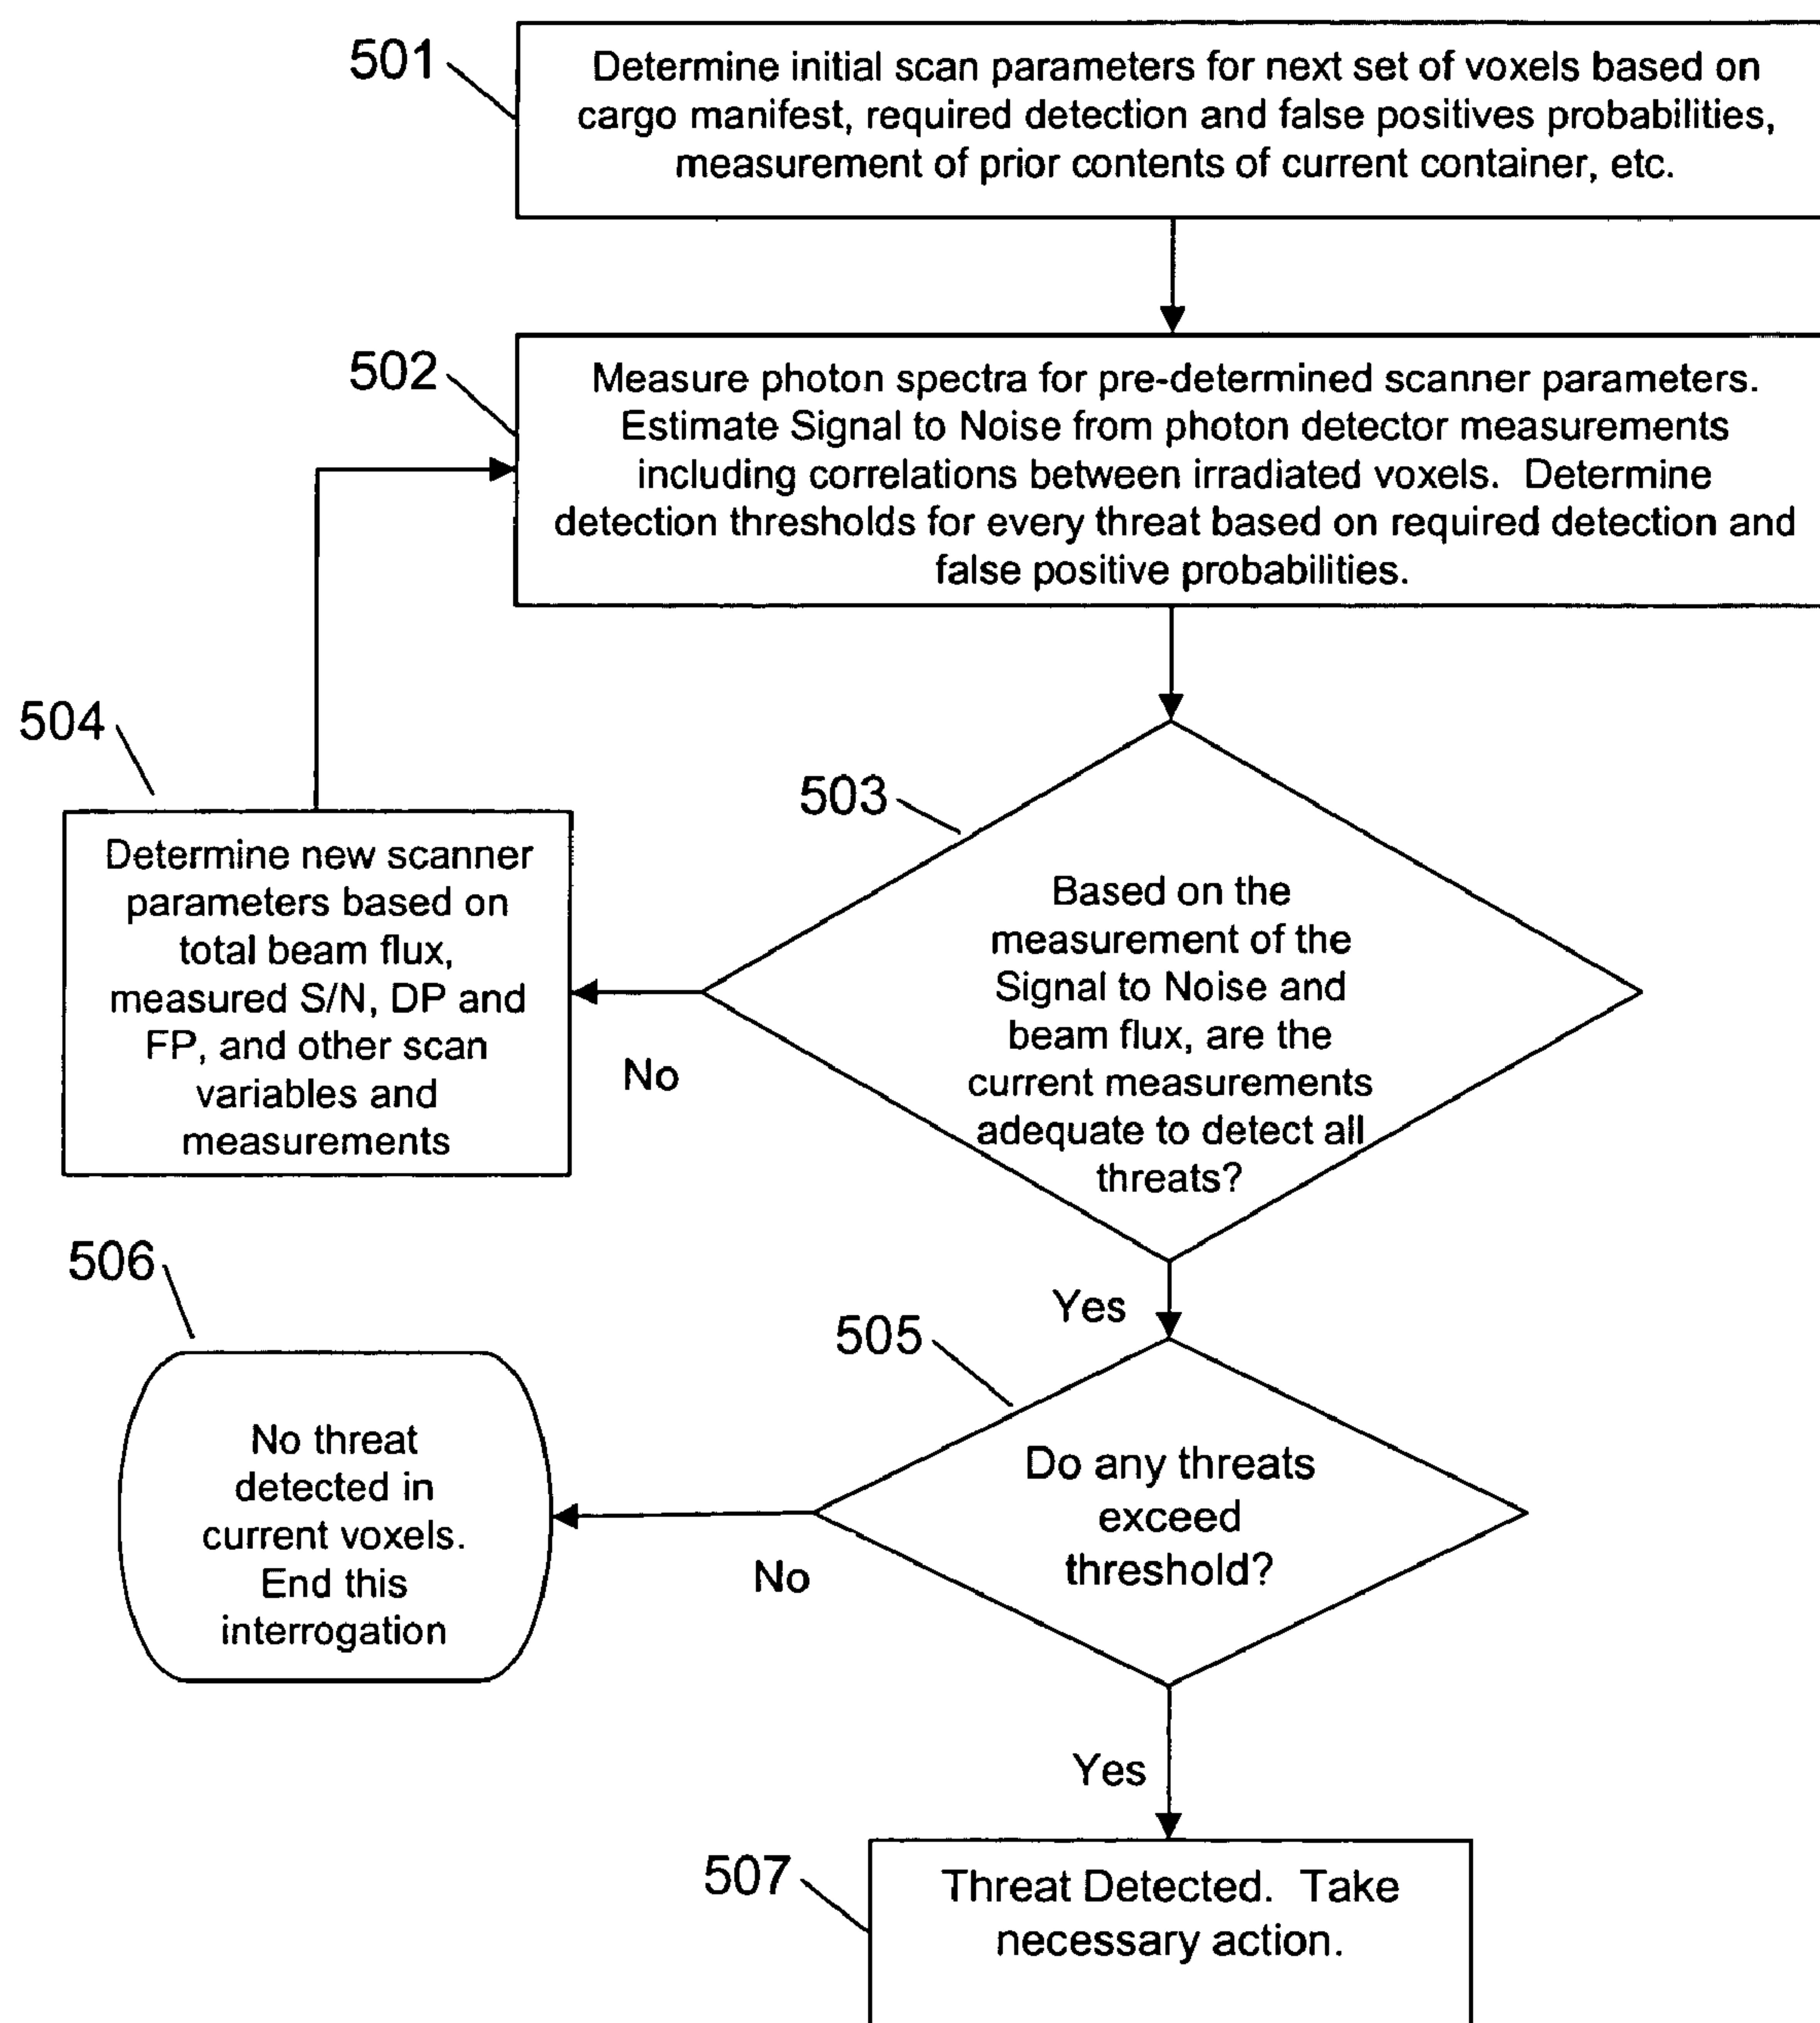 501
Determine initial scan parameters for next set of voxels based on
cargo manifest, required detection and false positives probabilities,
measurement of prior contents of current container, etc.
502
Measure photon spectra for pre-determined scanner parameters.
Estimate Signal to Noise from photon detector measurements
including correlations between irradiated voxels. Determine
detection thresholds for every threat based on required detection and
false positive probabilities.
504
Determine new scanner
parameters based on
total beam flux,
measured S/N, DP and
FP, and other scan
variables and
measurements
503
Based on the
measurement of the
Signal to Noise and
beam flux, are the
current measurements
adequate to detect all
threats?
No
Yes
506
No threat
detected in
current voxels.
End this
interrogation
505
Do any threats
exceed
threshold?
No
Yes
507
Threat Detected. Take
necessary action.